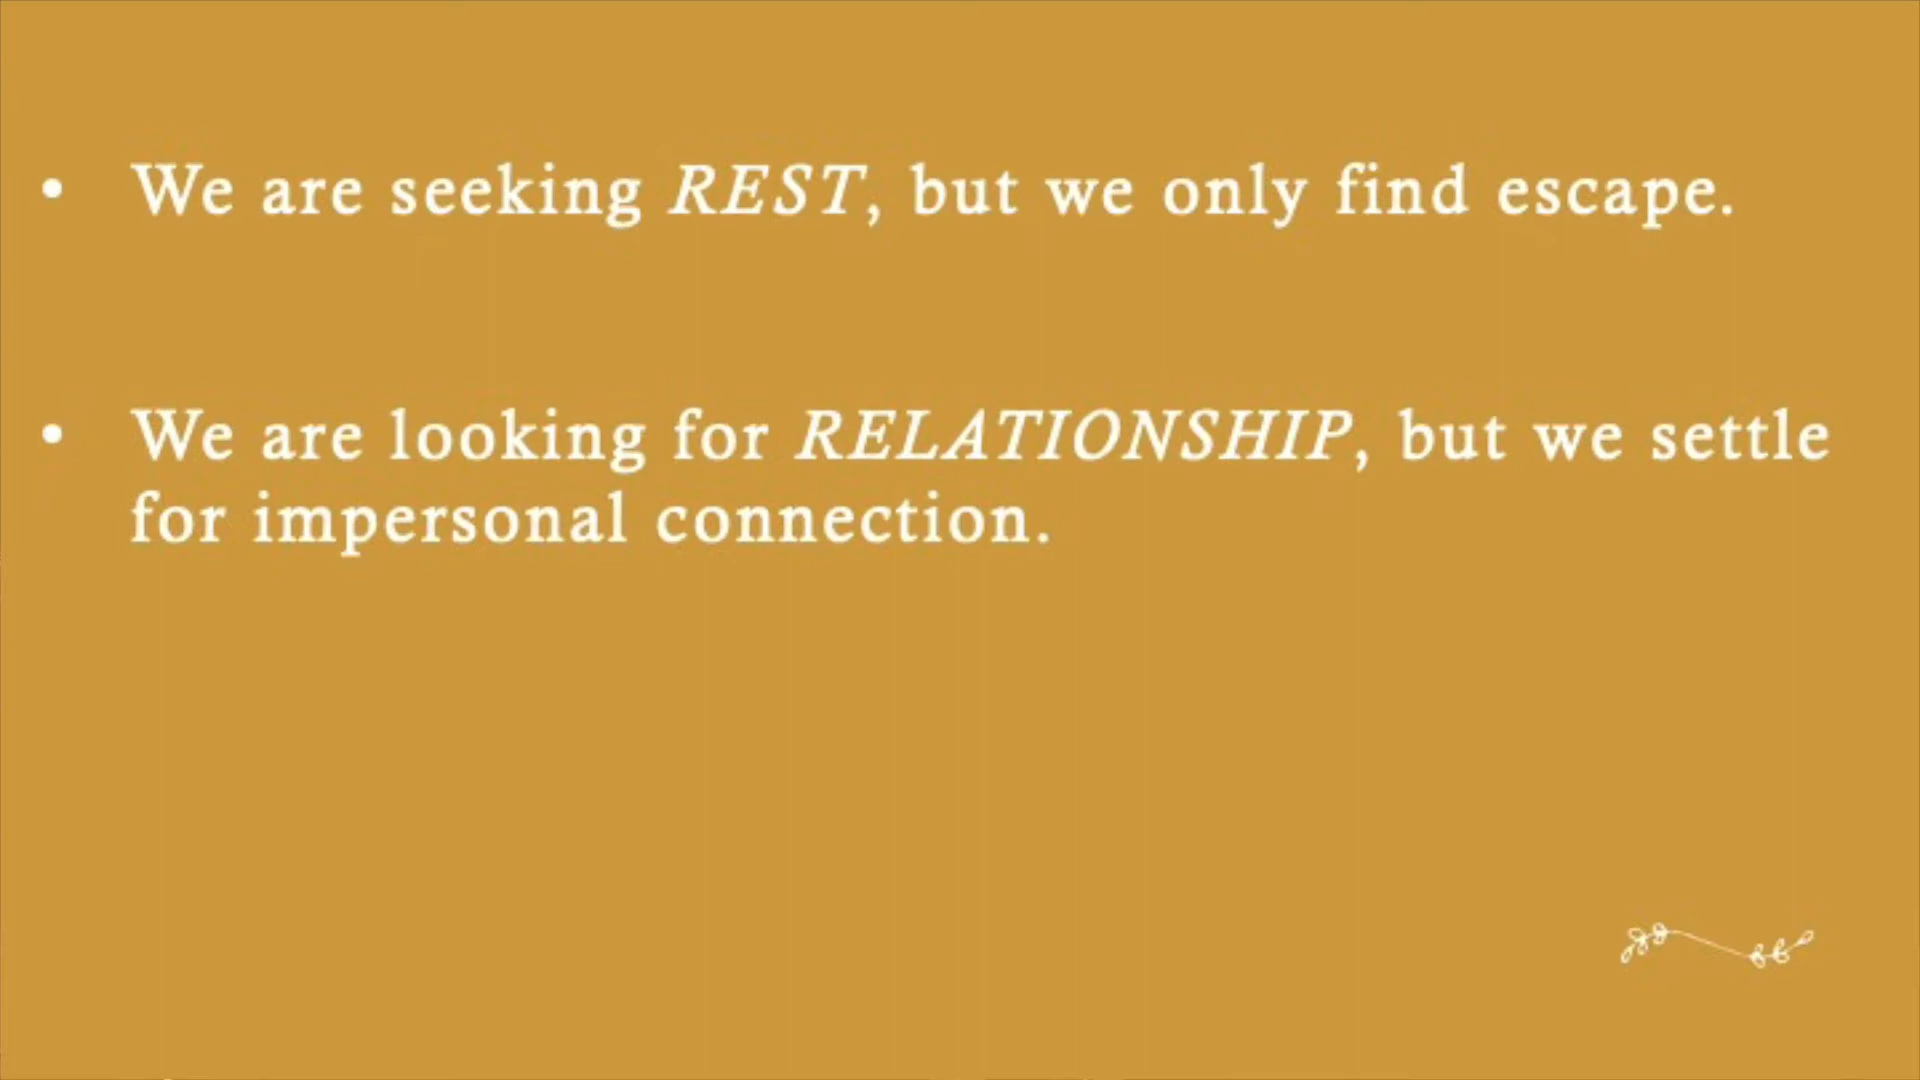 • We are seeking REST, but we only find escape.
• We are looking for RELATIONSHIP, but we settle
for impersonal connection.